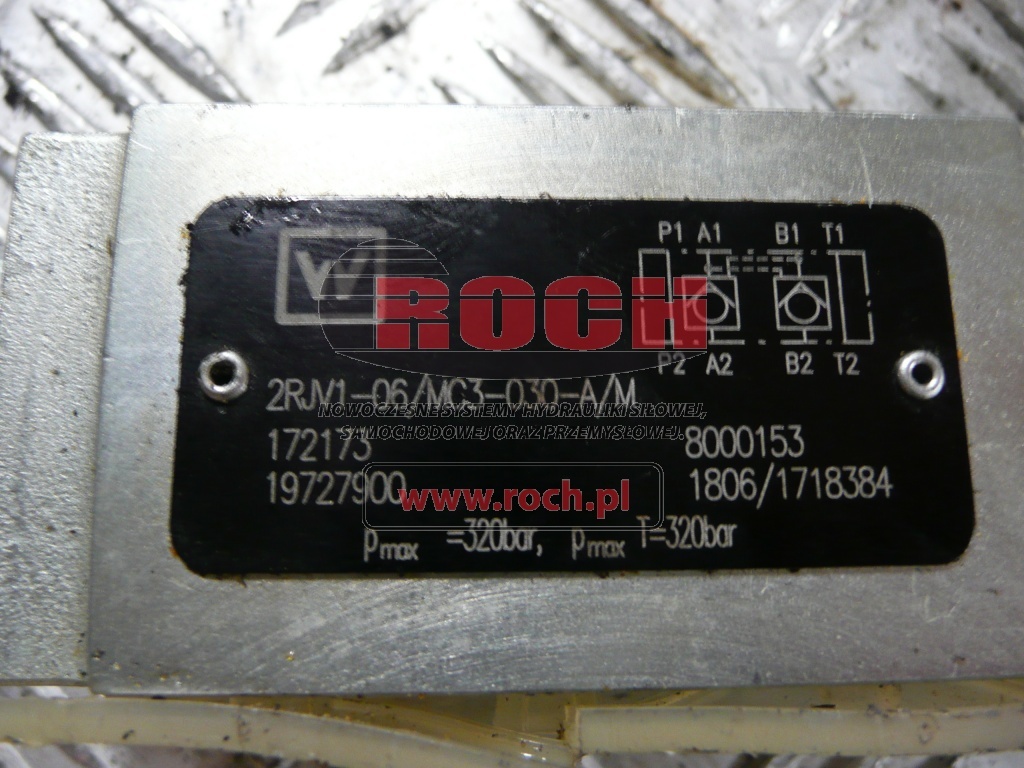 P1 A1 B1 T1
W
ROCH
P2 A2 B2 T2
2RJV1-06/MC3-030-A/M
NOWOCZESNE SYSTEMY HYDRAULIKI SIŁOWEJ,
SAMOCHODOWEJ ORAZ PRZEMYSŁOWEJ.
172173 8000153
19727900 1806/1718384
www.roch.pl
pmax =320bar, pmax T=320bar